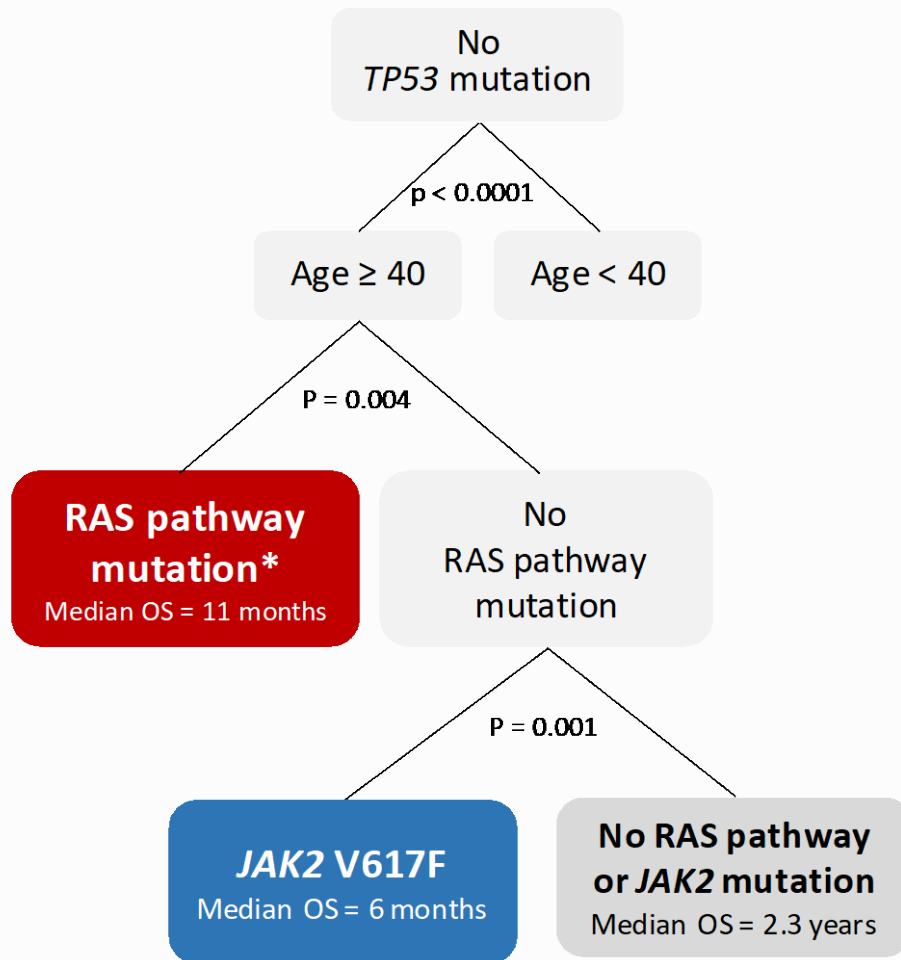 No
TP53 mutation
p < 0.0001
Age ≥ 40
Age < 40
P = 0.004
RAS pathway
mutation*
Median OS = 11 months
No
RAS pathway
mutation
P = 0.001
JAK2 V617F
Median OS = 6 months
No RAS pathway
or JAK2 mutation
Median OS = 2.3 years